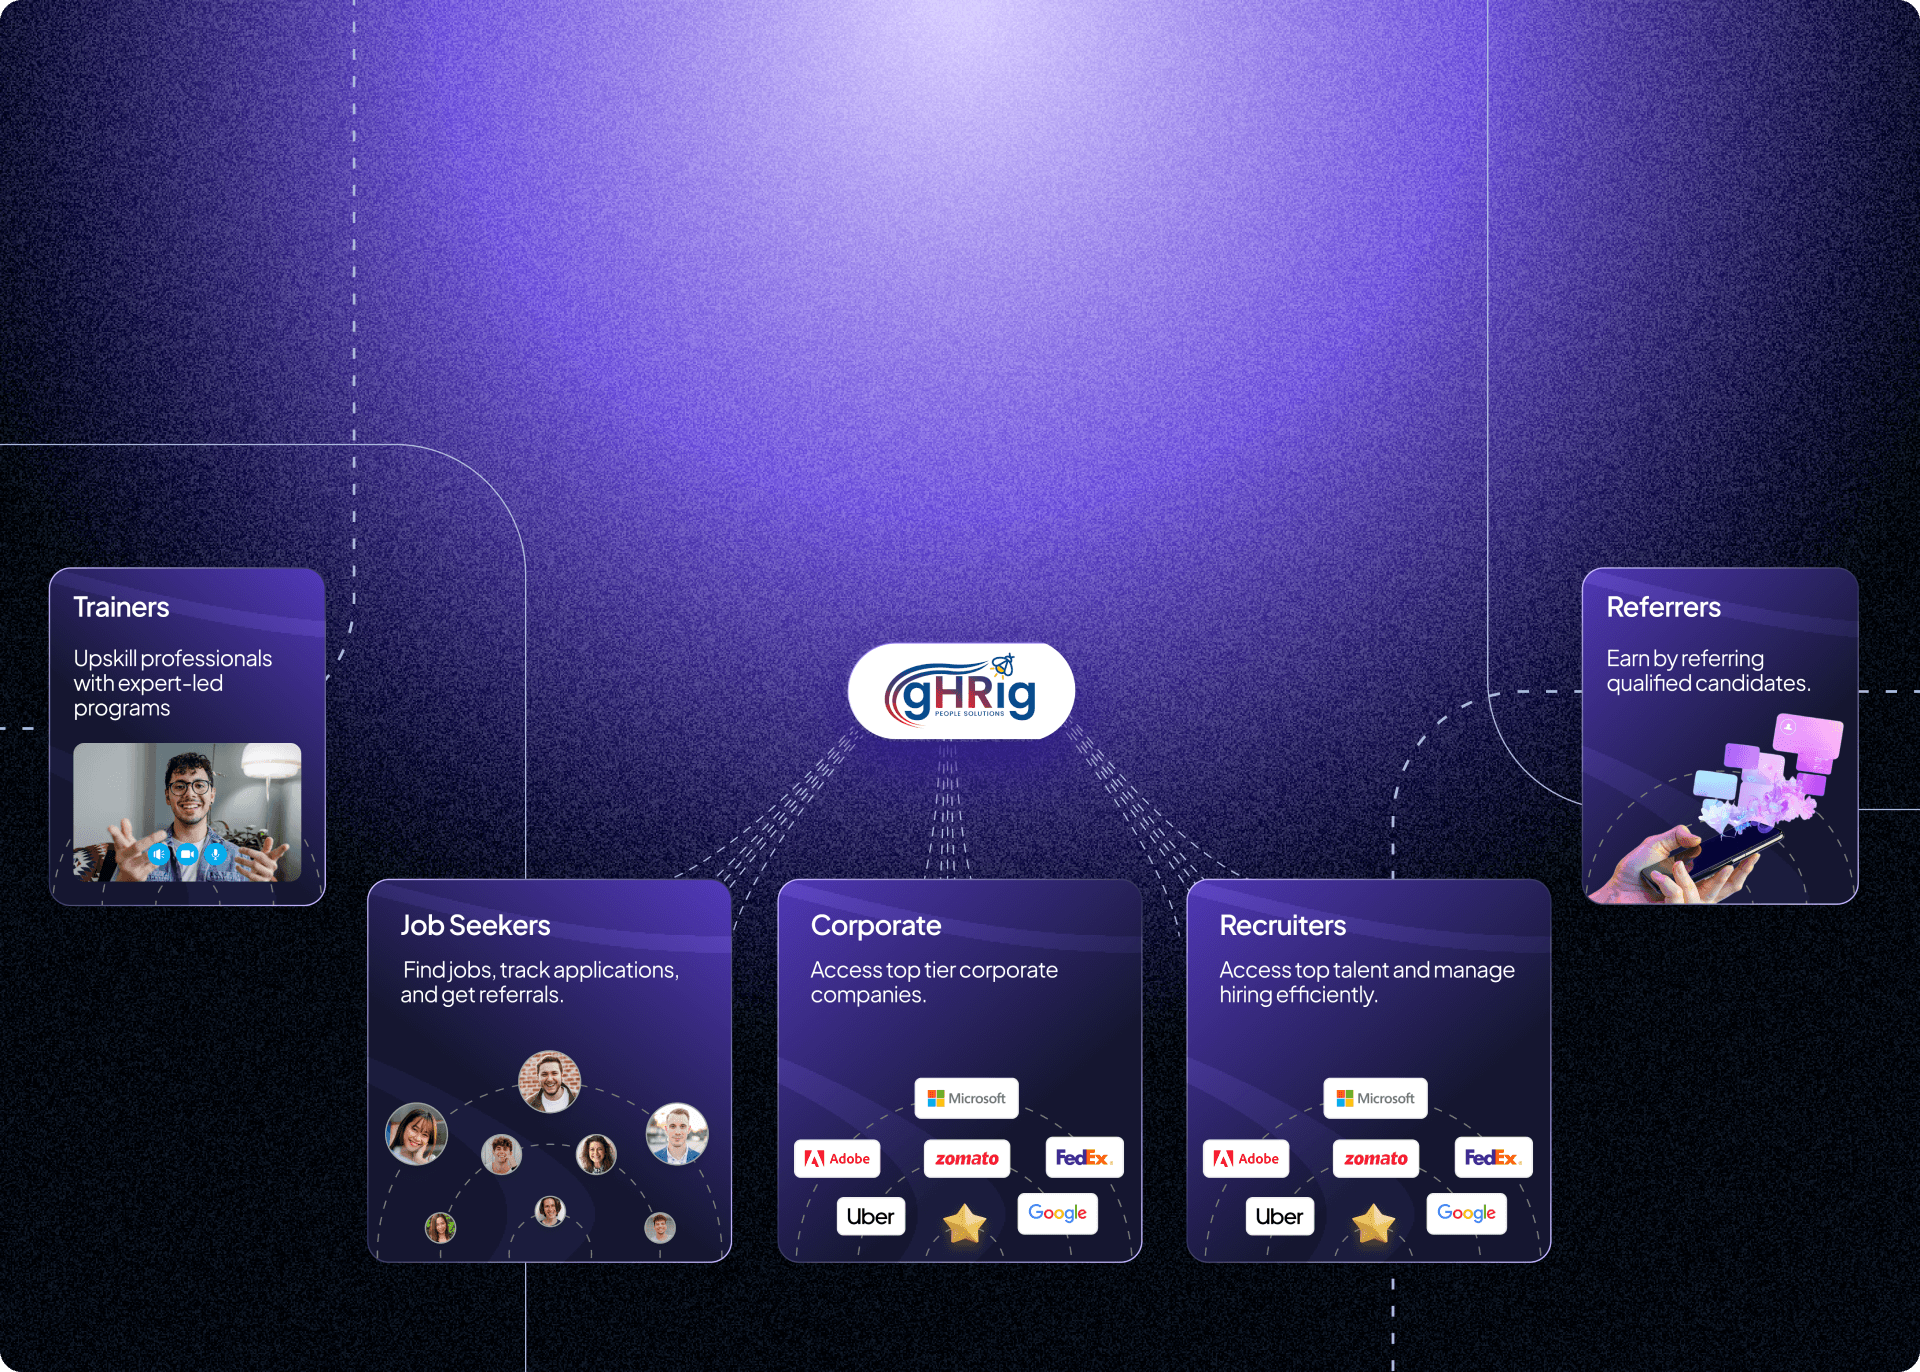 Trainers
Upskill professionals
with expert-led
programs
Referrers
Earn by referring
qualified candidates.
gHRig
PEOPLE SOLUTIONS
Job Seekers
Find jobs, track applications,
and get referrals.
Corporate
Access top tier corporate
companies.
Microsoft
Adobe
zomato
FedEx
Uber
Google
Recruiters
Access top talent and manage
hiring efficiently.
Microsoft
Adobe
zomato
FedEx
Uber
Google